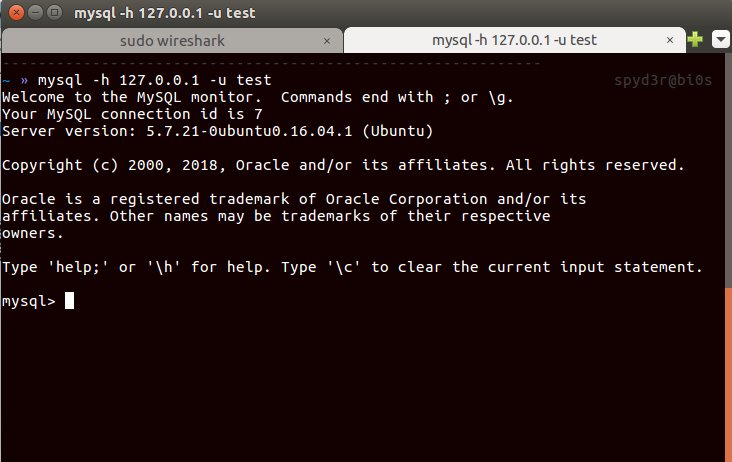 mysql -h 127.0.0.1 -u test
sudo wireshark
mysql -h 127.0.0.1 -u test
~ » mysql -h 127.0.0.1 -u test spyd3r@bi0s
Welcome to the MySQL monitor.  Commands end with ; or \g.
Your MySQL connection id is 7
Server version: 5.7.21-0ubuntu0.16.04.1 (Ubuntu)
Copyright (c) 2000, 2018, Oracle and/or its affiliates. All rights reserved.
Oracle is a registered trademark of Oracle Corporation and/or its
affiliates. Other names may be trademarks of their respective
owners.
Type 'help;' or '\h' for help. Type '\c' to clear the current input statement.
mysql>